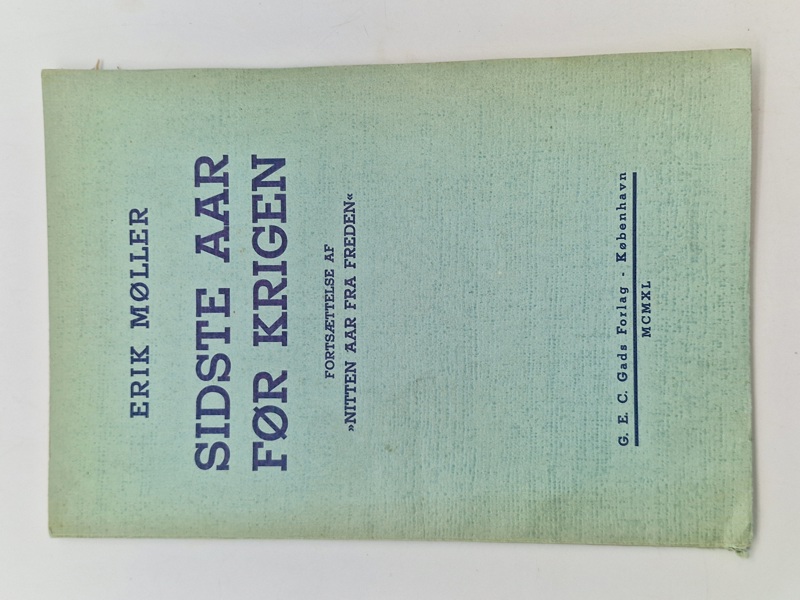 ERIK MØLLER
SIDSTE AAR
FØR KRIGEN
FORTSÆTTELSE AF
»NITTEN AAR FRA FREDEN«
G. E. C. Gads Forlag - København
MCMXL